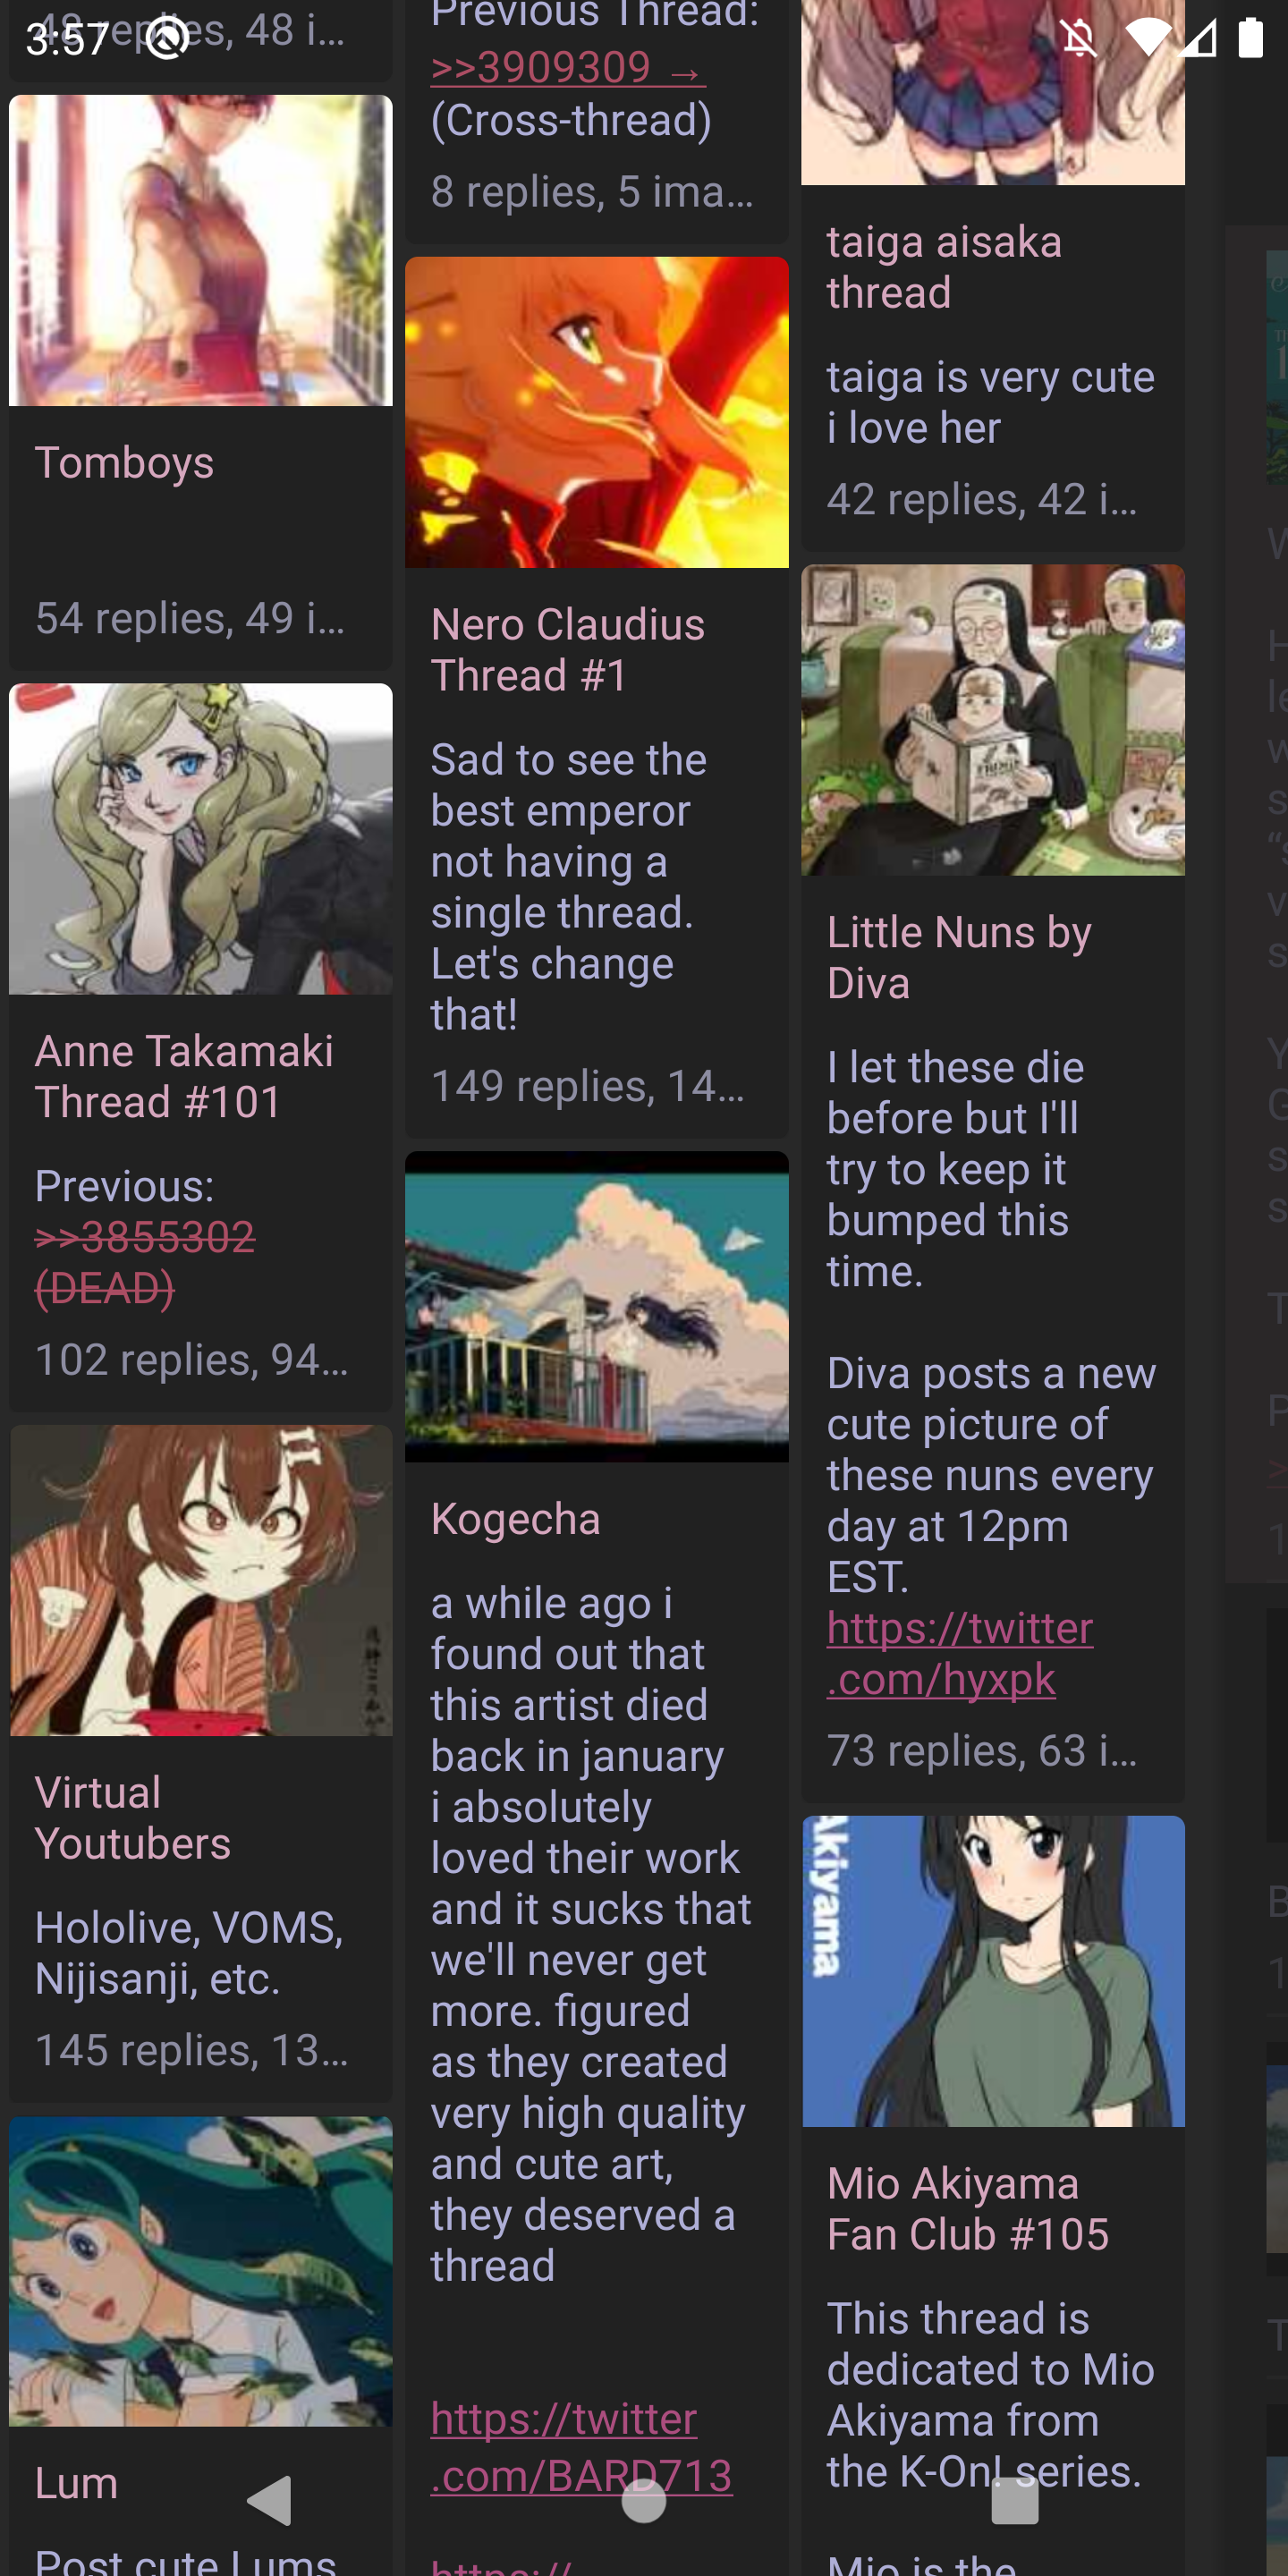 3:57
48 replies, 48 i...
Tomboys
54 replies, 49 i...
Anne Takamaki
Thread #101
Previous:
>>3855302
(DEAD)
102 replies, 94...
Virtual
Youtubers
Hololive, VOMS,
Nijisanji, etc.
145 replies, 13...
Lum
Post cute Lums
Previous Thread:
>>3909309 →
(Cross-thread)
8 replies, 5 ima...
Nero Claudius
Thread #1
Sad to see the
best emperor
not having a
single thread.
Let's change
that!
149 replies, 14...
Kogecha
a while ago i
found out that
this artist died
back in january
i absolutely
loved their work
and it sucks that
we'll never get
more. figured
as they created
very high quality
and cute art,
they deserved a
thread
https://twitter
.com/BARD713
https://
taiga aisaka
thread
taiga is very cute
i love her
42 replies, 42 i...
Little Nuns by
Diva
I let these die
before but I'll
try to keep it
bumped this
time.
Diva posts a new
cute picture of
these nuns every
day at 12pm
EST.
https://twitter
.com/hyxpk
73 replies, 63 i...
Akiyama
Mio Akiyama
Fan Club #105
This thread is
dedicated to Mio
Akiyama from
the K-On! series.
Mio is the